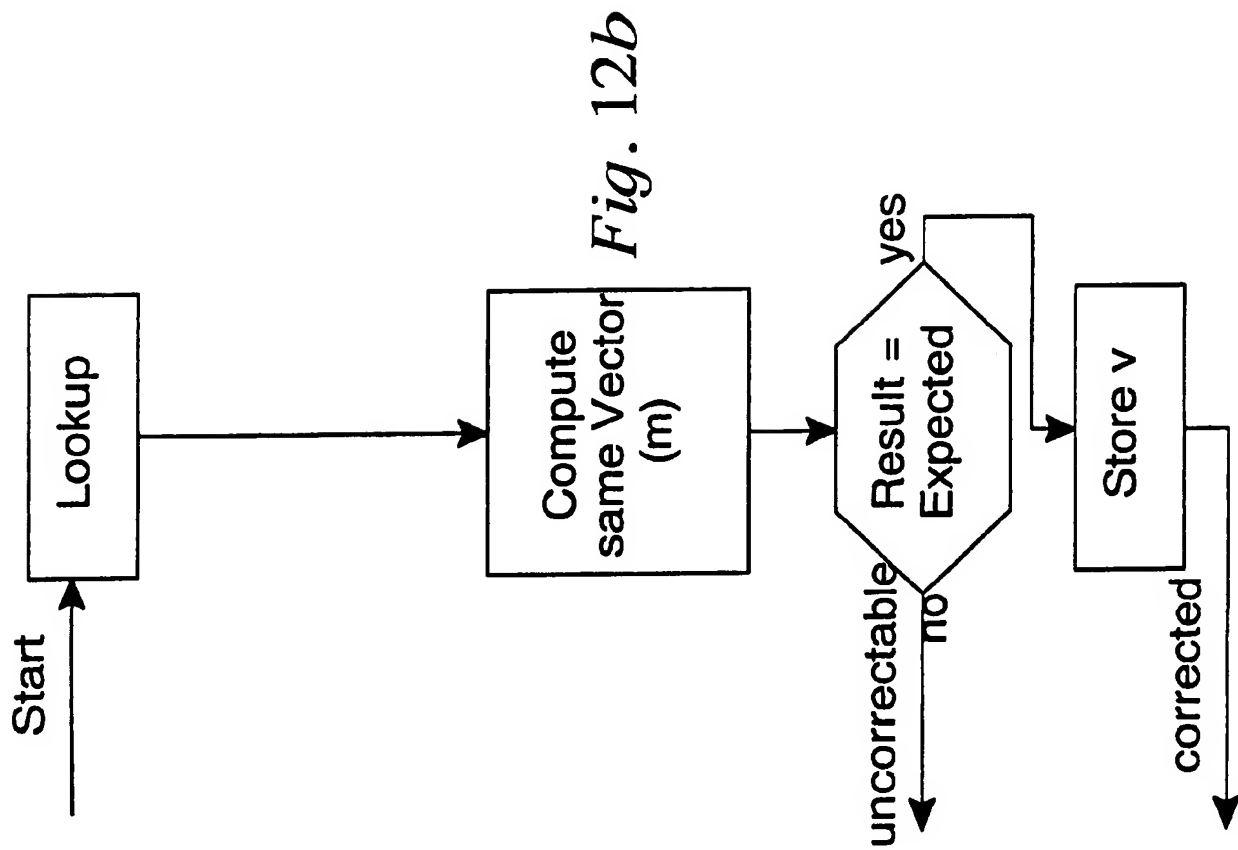 Start
Lookup
Compute
same Vector
(m)
Result =
Expected
yes
uncorrectable
no
Store v
corrected
Fig. 12b